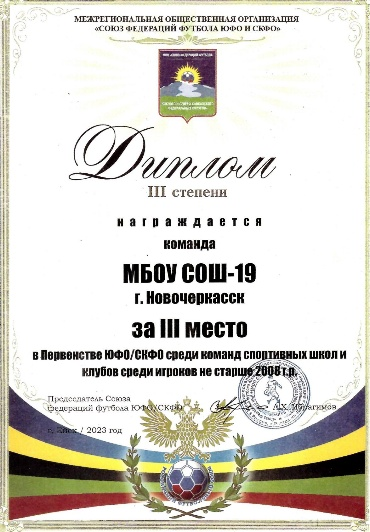 МЕЖРЕГИОНАЛЬНАЯ ОБЩЕСТВЕННАЯ ОРГАНИЗАЦИЯ
«СОЮЗ ФЕДЕРАЦИЙ ФУТБОЛА ЮФО И СКФО»
Диплом
III степени
награждается
команда
МБОУ СОШ-19
г. Новочеркасск
за III место
в Первенстве ЮФО/СКФО среди команд спортивных школ и
клубов среди игроков не старше 2008 г.р.
Председатель Союза
федераций футбола ЮФО/СКФО А.Х. Ибрагимов
/ 2023 год